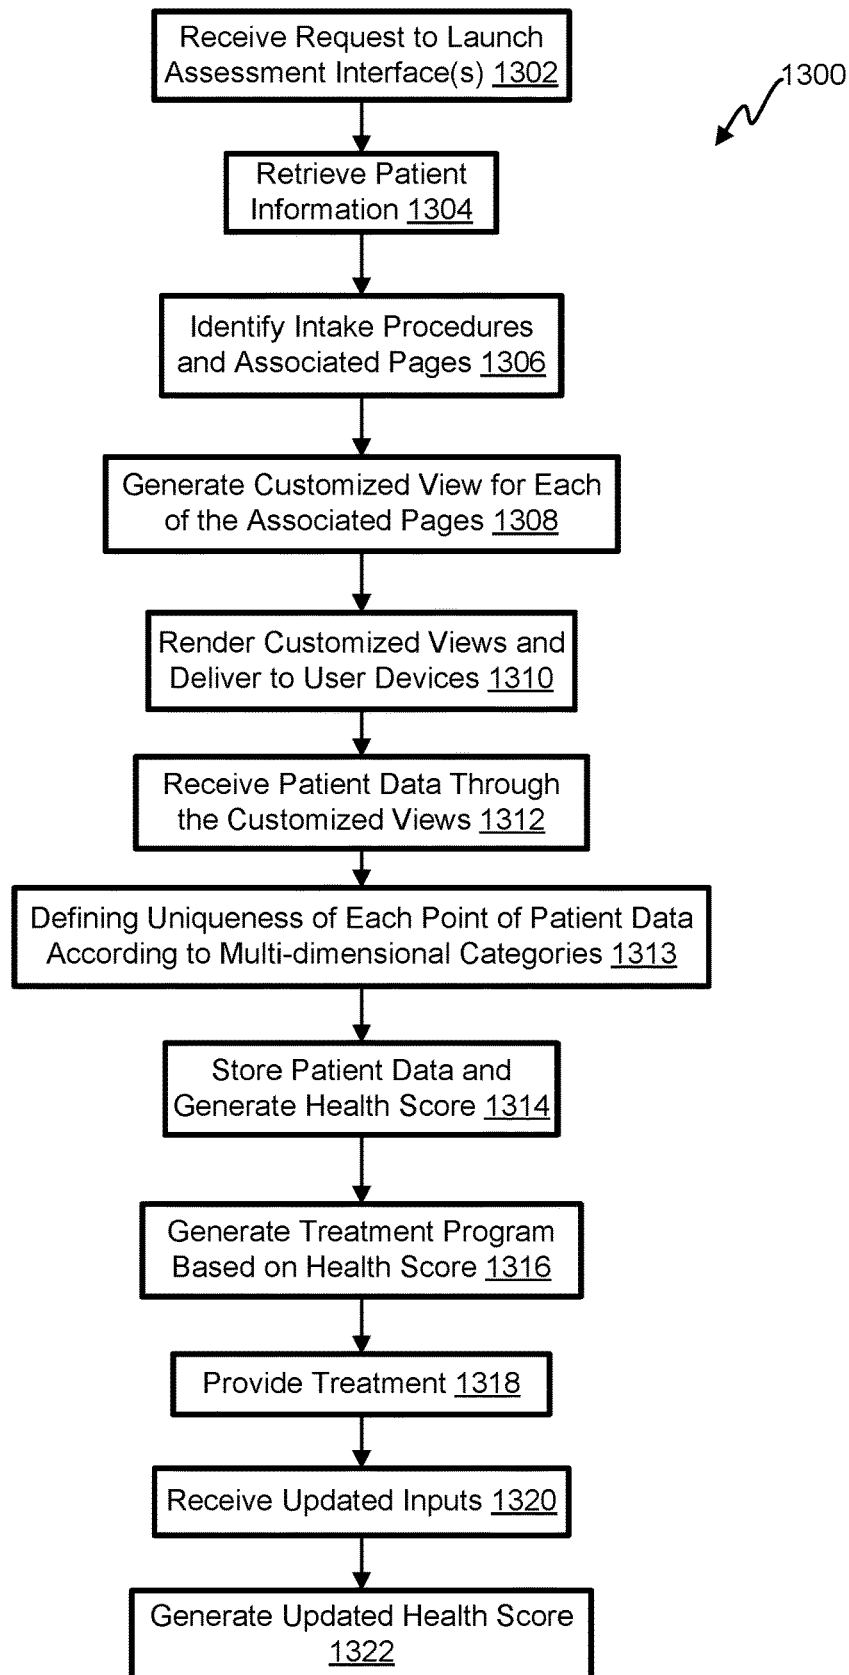 Receive Request to Launch
Assessment Interface(s) 1302
1300
Retrieve Patient
Information 1304
Identify Intake Procedures
and Associated Pages 1306
Generate Customized View for Each
of the Associated Pages 1308
Render Customized Views and
Deliver to User Devices 1310
Receive Patient Data Through
the Customized Views 1312
Defining Uniqueness of Each Point of Patient Data
According to Multi-dimensional Categories 1313
Store Patient Data and
Generate Health Score 1314
Generate Treatment Program
Based on Health Score 1316
Provide Treatment 1318
Receive Updated Inputs 1320
Generate Updated Health Score
1322